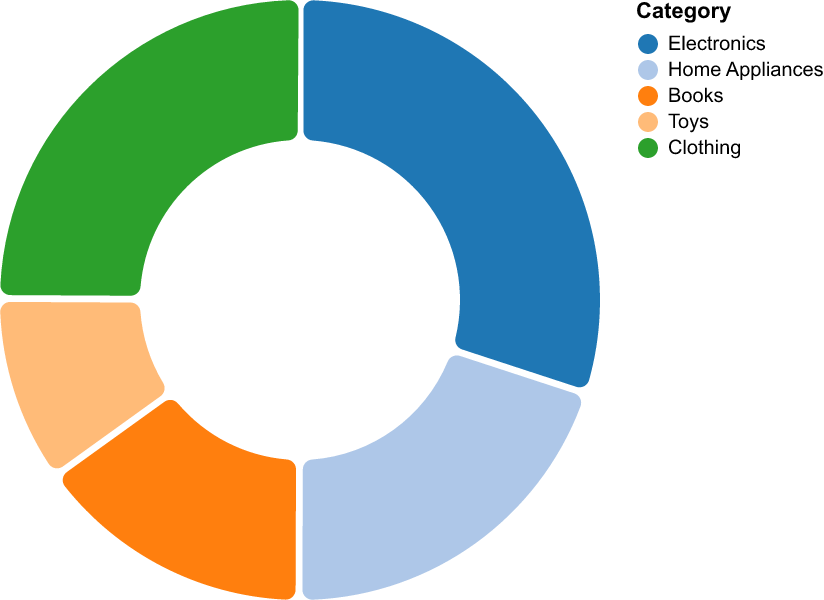 Category
Electronics
Home Appliances
Books
Toys
Clothing